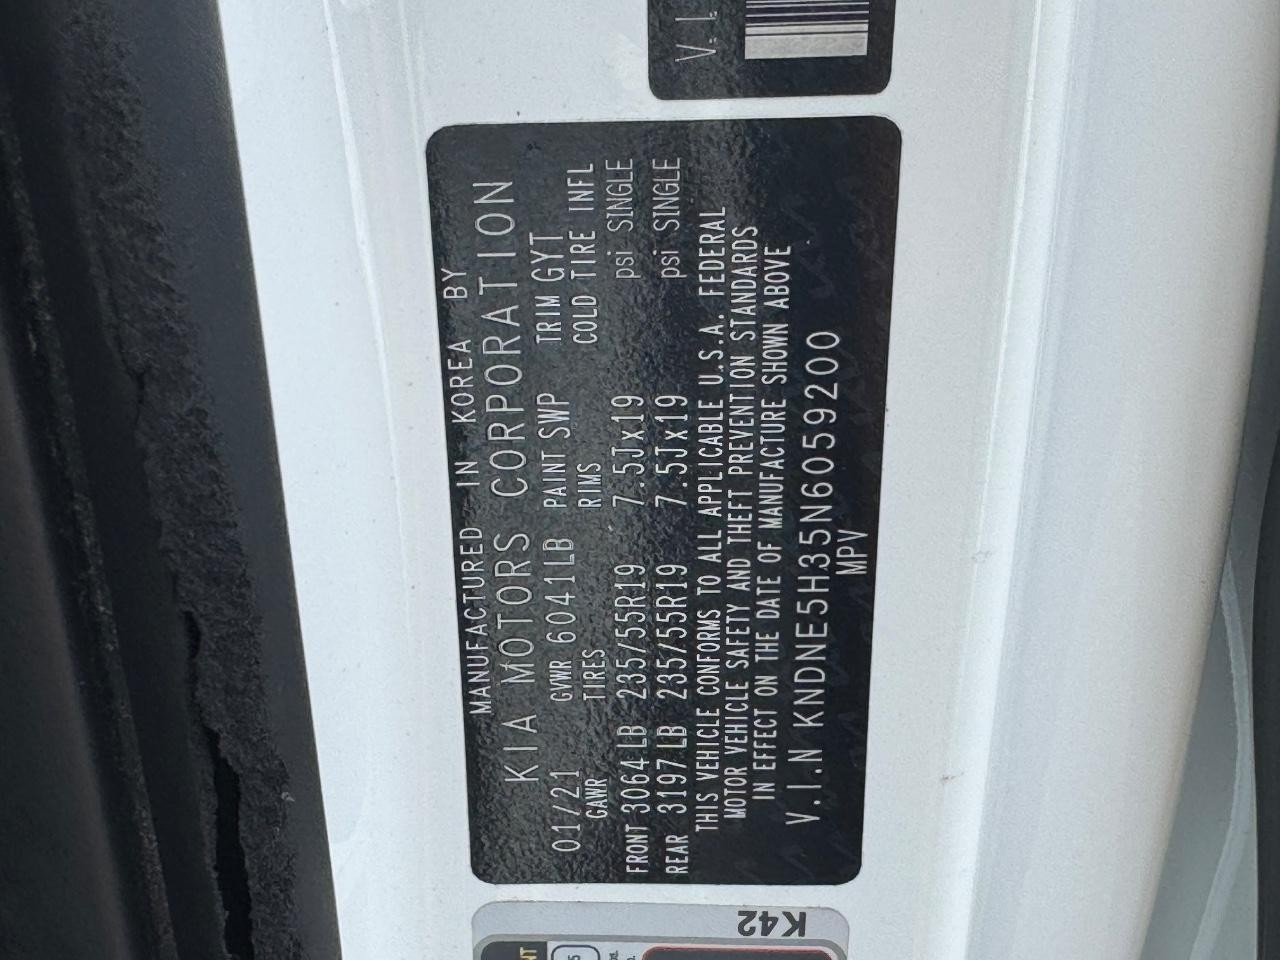 V.I.
MANUFACTURED IN KOREA BY
KIA MOTORS CORPORATION
01/21 GVWR 6041LB PAINT SWP TRIM GYT
GAWR TIRES RIMS COLD TIRE INFL
FRONT 3064LB 235/55R19 7.5Jx19 psi SINGLE
REAR 3197LB 235/55R19 7.5Jx19 psi SINGLE
THIS VEHICLE CONFORMS TO ALL APPLICABLE U.S.A. FEDERAL
MOTOR VEHICLE SAFETY AND THEFT PREVENTION STANDARDS
IN EFFECT ON THE DATE OF MANUFACTURE SHOWN ABOVE
V.I.N KNDNE5H35N6059200
MPV
K42
NT
5